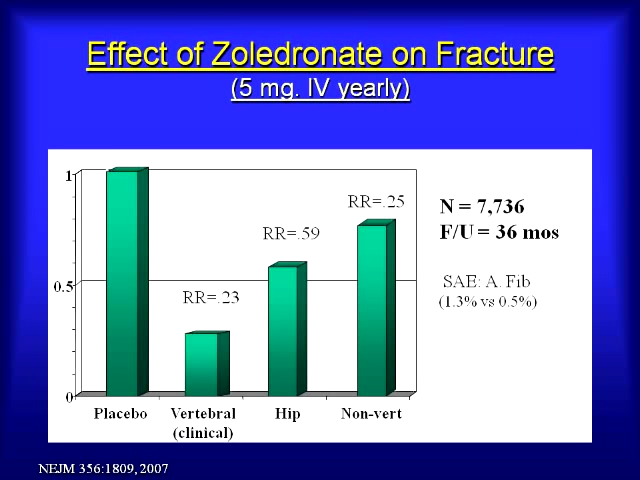 Effect of Zoledronate on Fracture
(5 mg. IV yearly)
1
0.5
0
RR=.23
RR=.59
RR=.25
Placebo
Vertebral
(clinical)
Hip
Non-vert
N = 7,736
F/U = 36 mos
SAE: A. Fib
(1.3% vs 0.5%)
NEJM 356:1809, 2007